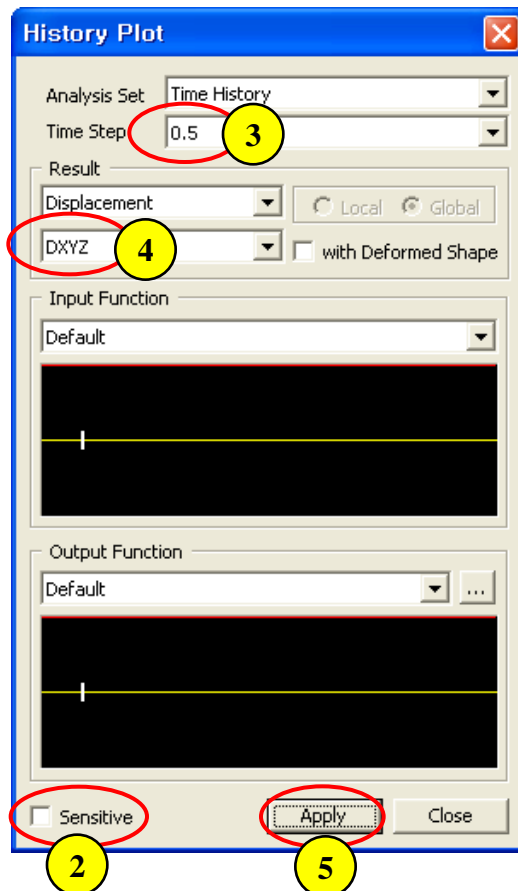 History Plot
Analysis Set Time History
Time Step 0.5 3
Result
Displacement Local Global
DXYZ 4 with Deformed Shape
Input Function
Default
Output Function
Default ...
Sensitive Apply Close
2 5